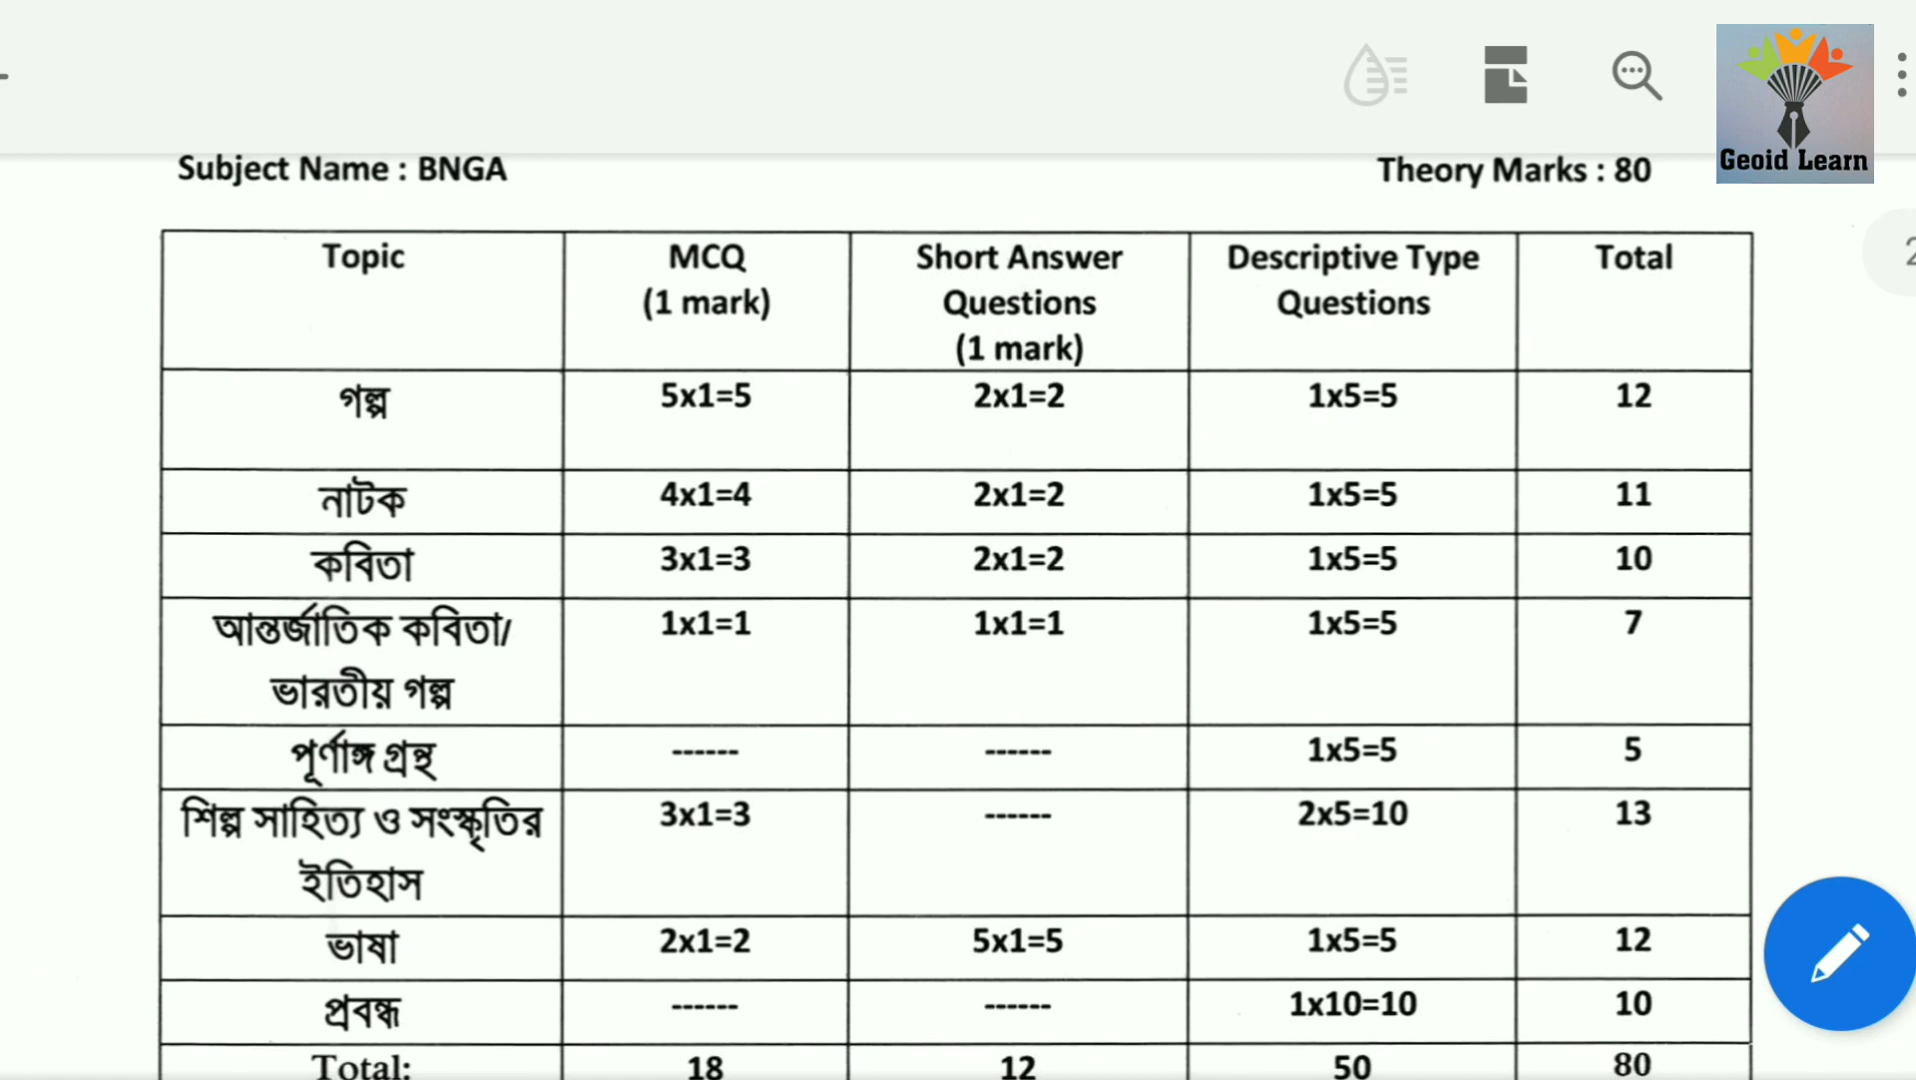 Geoid Learn
Subject Name : BNGA Theory Marks : 80
Topic MCQ (1 mark) Short Answer Questions (1 mark) Descriptive Type Questions Total
গল্প 5x1=5 2x1=2 1x5=5 12
নাটক 4x1=4 2x1=2 1x5=5 11
কবিতা 3x1=3 2x1=2 1x5=5 10
আন্তর্জাতিক কবিতা/ 1x1=1 1x1=1 1x5=5 7
ভারতীয় গল্প
পূর্ণাঙ্গ গ্রন্থ ------ ------ 1x5=5 5
শিল্প সাহিত্য ও সংস্কৃতির 3x1=3 ------ 2x5=10 13
ইতিহাস
ভাষা 2x1=2 5x1=5 1x5=5 12
প্রবন্ধ ------ ------ 1x10=10 10
Total: 18 12 50 80